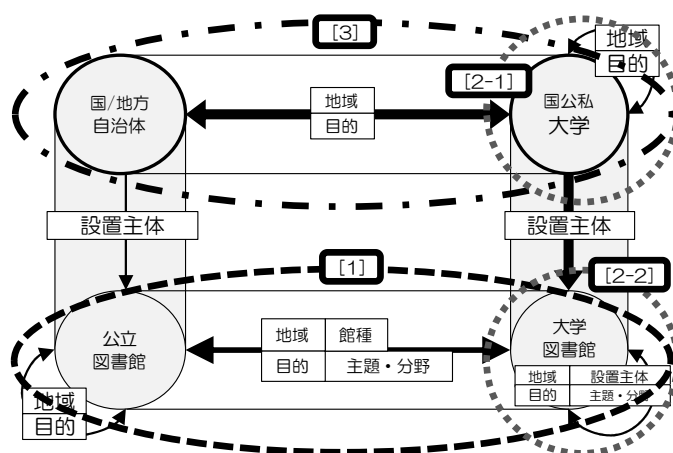 [3]
地域
目的
[2-1]
国/地方
自治体
地域
目的
国公私
大学
設置主体
設置主体
[1]
[2-2]
公立
図書館
地域 館種
目的 主題・分野
大学
図書館
地域 設置主体
目的 主題・分野
地域
目的